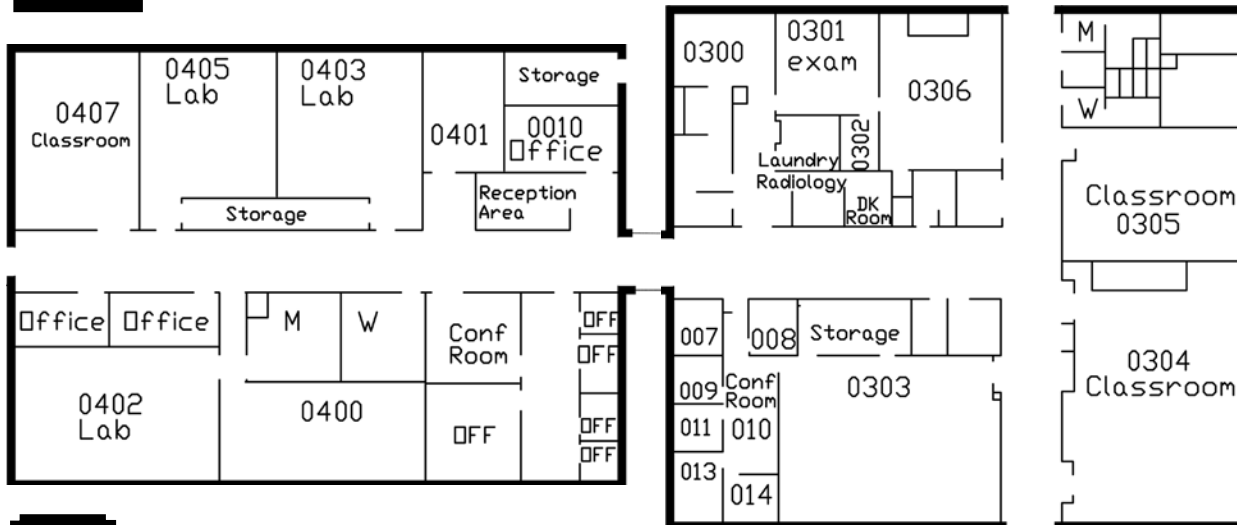 0407
Classroom
0405
Lab
0403
Lab
0401
Storage
0010
Office
Reception
Area
Storage
0300
0301
exam
0302
Laundry
Radiology
DK
Room
0306
M
W
Classroom
0305
Office
Office
M
W
Conf
Room
OFF
OFF
OFF
OFF
OFF
0402
Lab
0400
007
008
Storage
009
Conf
Room
010
011
013
014
0303
0304
Classroom